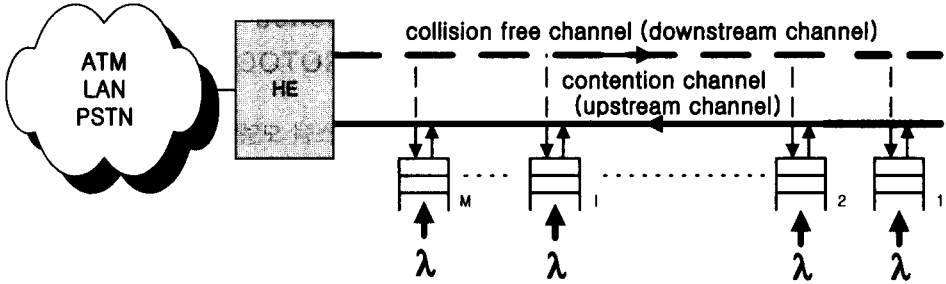 collision free channel (downstream channel)
ATM
LAN
PSTN
HE
contention channel
(upstream channel)
M
I
2
1
λ
λ
λ
λ